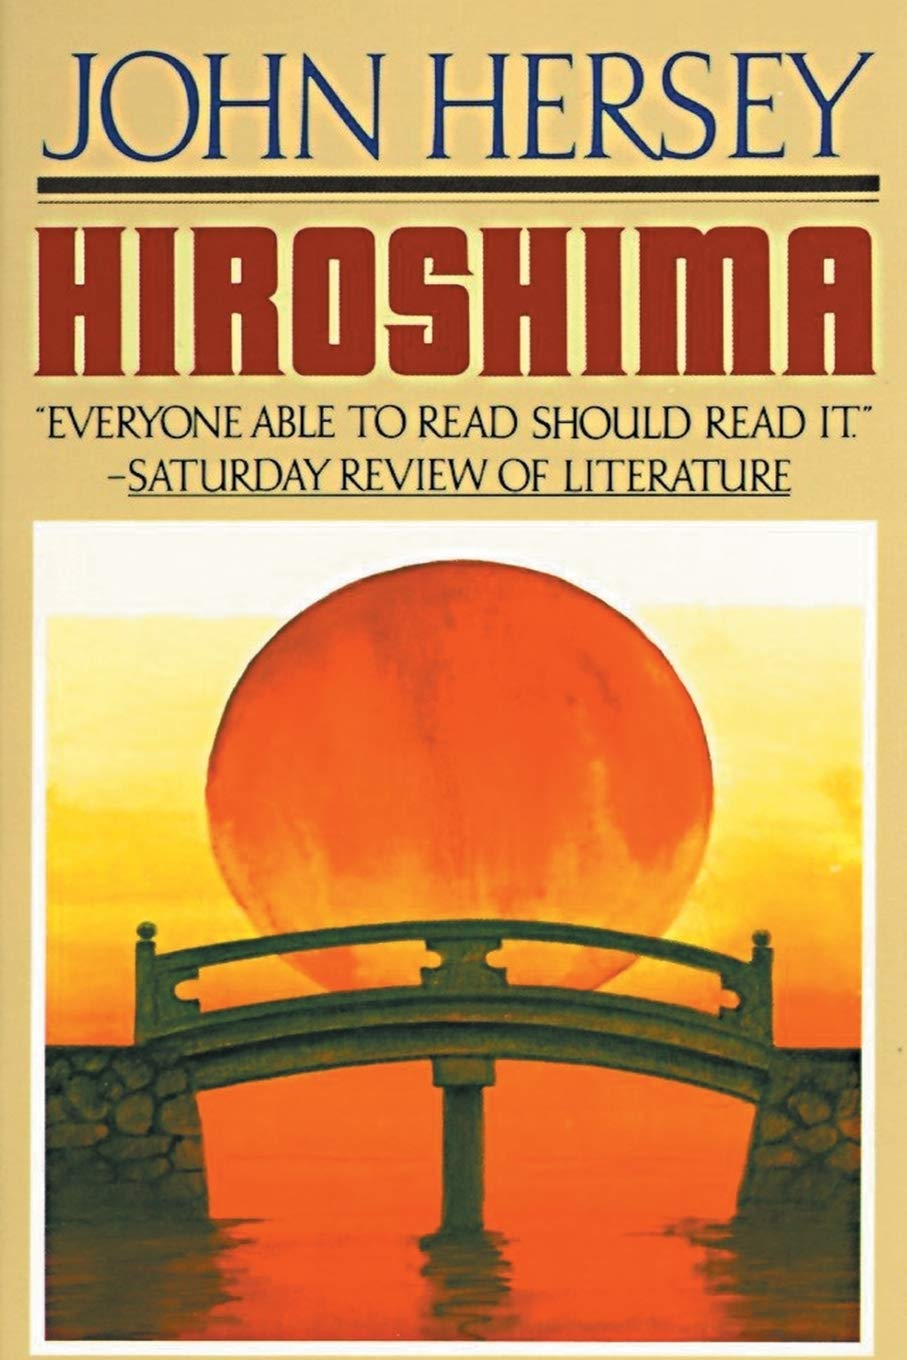 JOHN HERSEY
HIROSHIMA
“EVERYONE ABLE TO READ SHOULD READ IT.”
–SATURDAY REVIEW OF LITERATURE